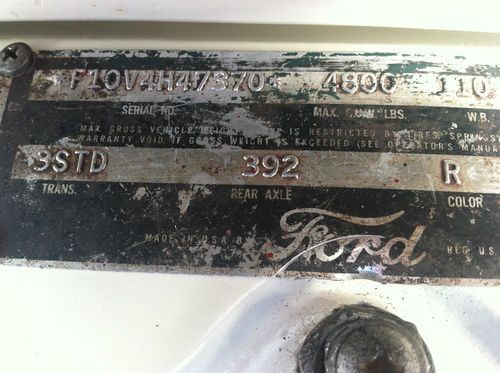 F10V4H47370 4800 110
SERIAL NO. MAX. G.V.W. LBS. W.B.
MAX GROSS VEHICLE WEIGHT IS RESTRICTED BY TIRES SPRINGS
WARRANTY VOID IF GROSS WEIGHT IS EXCEEDED (SEE OPERATOR'S MANUAL
3STD 392 R
TRANS. REAR AXLE COLOR
MADE IN U.S.A.
Ford
REG US